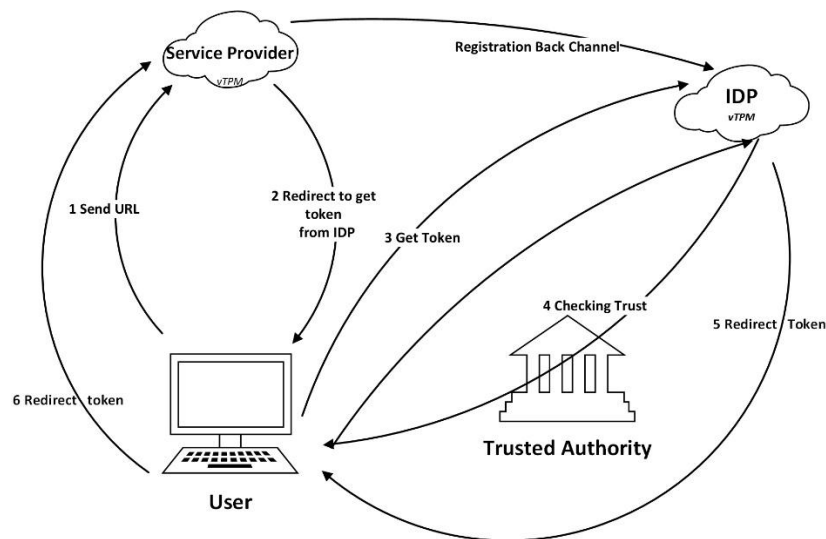 Service Provider
vTPM
Registration Back Channel
IDP
vTPM
1 Send URL
2 Redirect to get
token
from IDP
3 Get Token
4 Checking Trust
5 Redirect Token
6 Redirect token
Trusted Authority
User